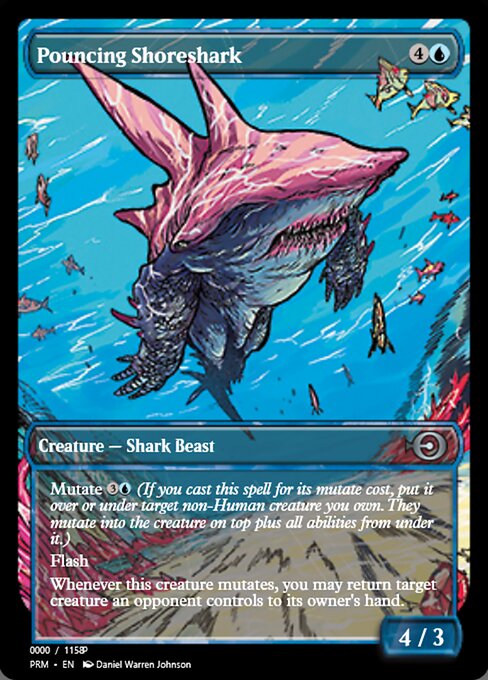 Pouncing Shoreshark 4
Creature — Shark Beast
Mutate 3 (If you cast this spell for its mutate cost, put it
over or under target non-Human creature you own. They
mutate into the creature on top plus all abilities from under
it.)
Flash
Whenever this creature mutates, you may return target
creature an opponent controls to its owner's hand.
4 / 3
0000 / 1158P
PRM • EN Daniel Warren Johnson